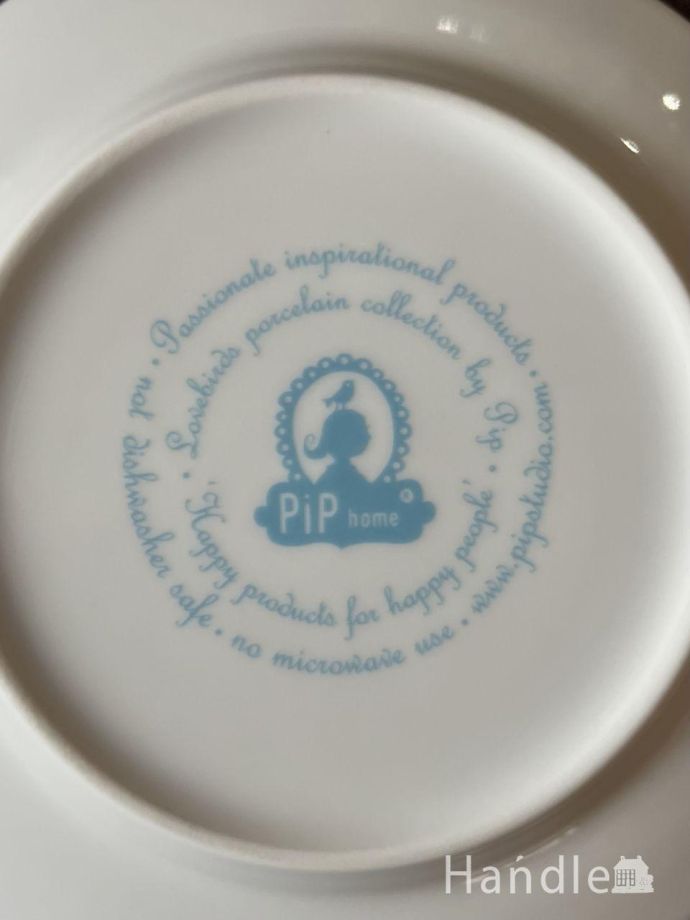 Passionate inspirational products • www.pipstudio.com • no microwave use • not dishwasher safe •
Lovebirds porcelain collection by Pip • 'Happy products for happy people' •
PiP home ®
Handle